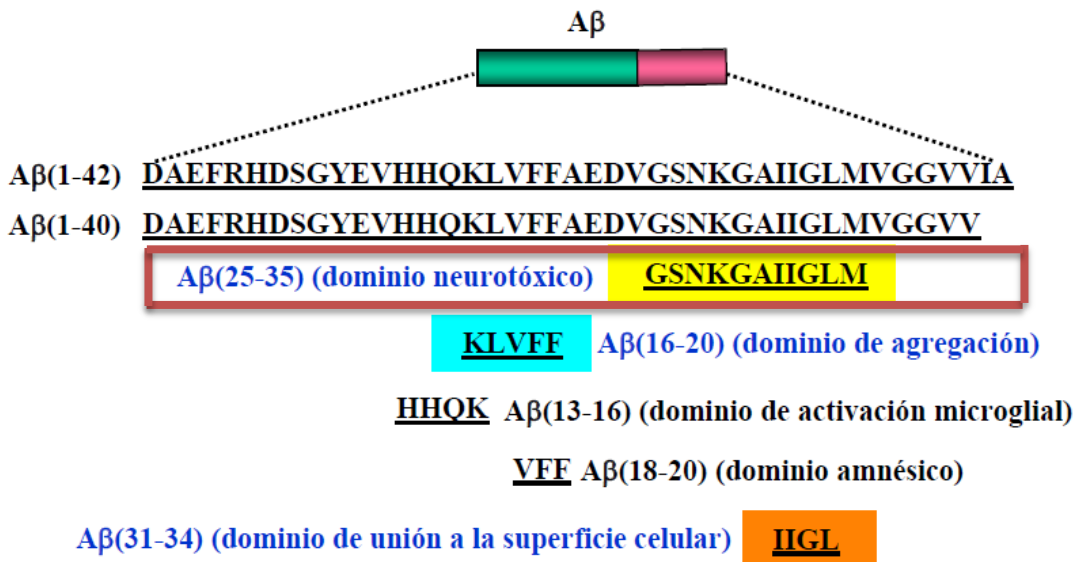 Aβ
Aβ(1-42) DAEFRHDSGYEVHHQKLVFFAEDVGSNKGAIIGLMVGGVVIA
Aβ(1-40) DAEFRHDSGYEVHHQKLVFFAEDVGSNKGAIIGLMVGGVV
Aβ(25-35) (dominio neurotóxico) GSNKGAIIGLM
KLVFF Aβ(16-20) (dominio de agregación)
HHQK Aβ(13-16) (dominio de activación microglial)
VFF Aβ(18-20) (dominio amnésico)
Aβ(31-34) (dominio de unión a la superficie celular) IIGL